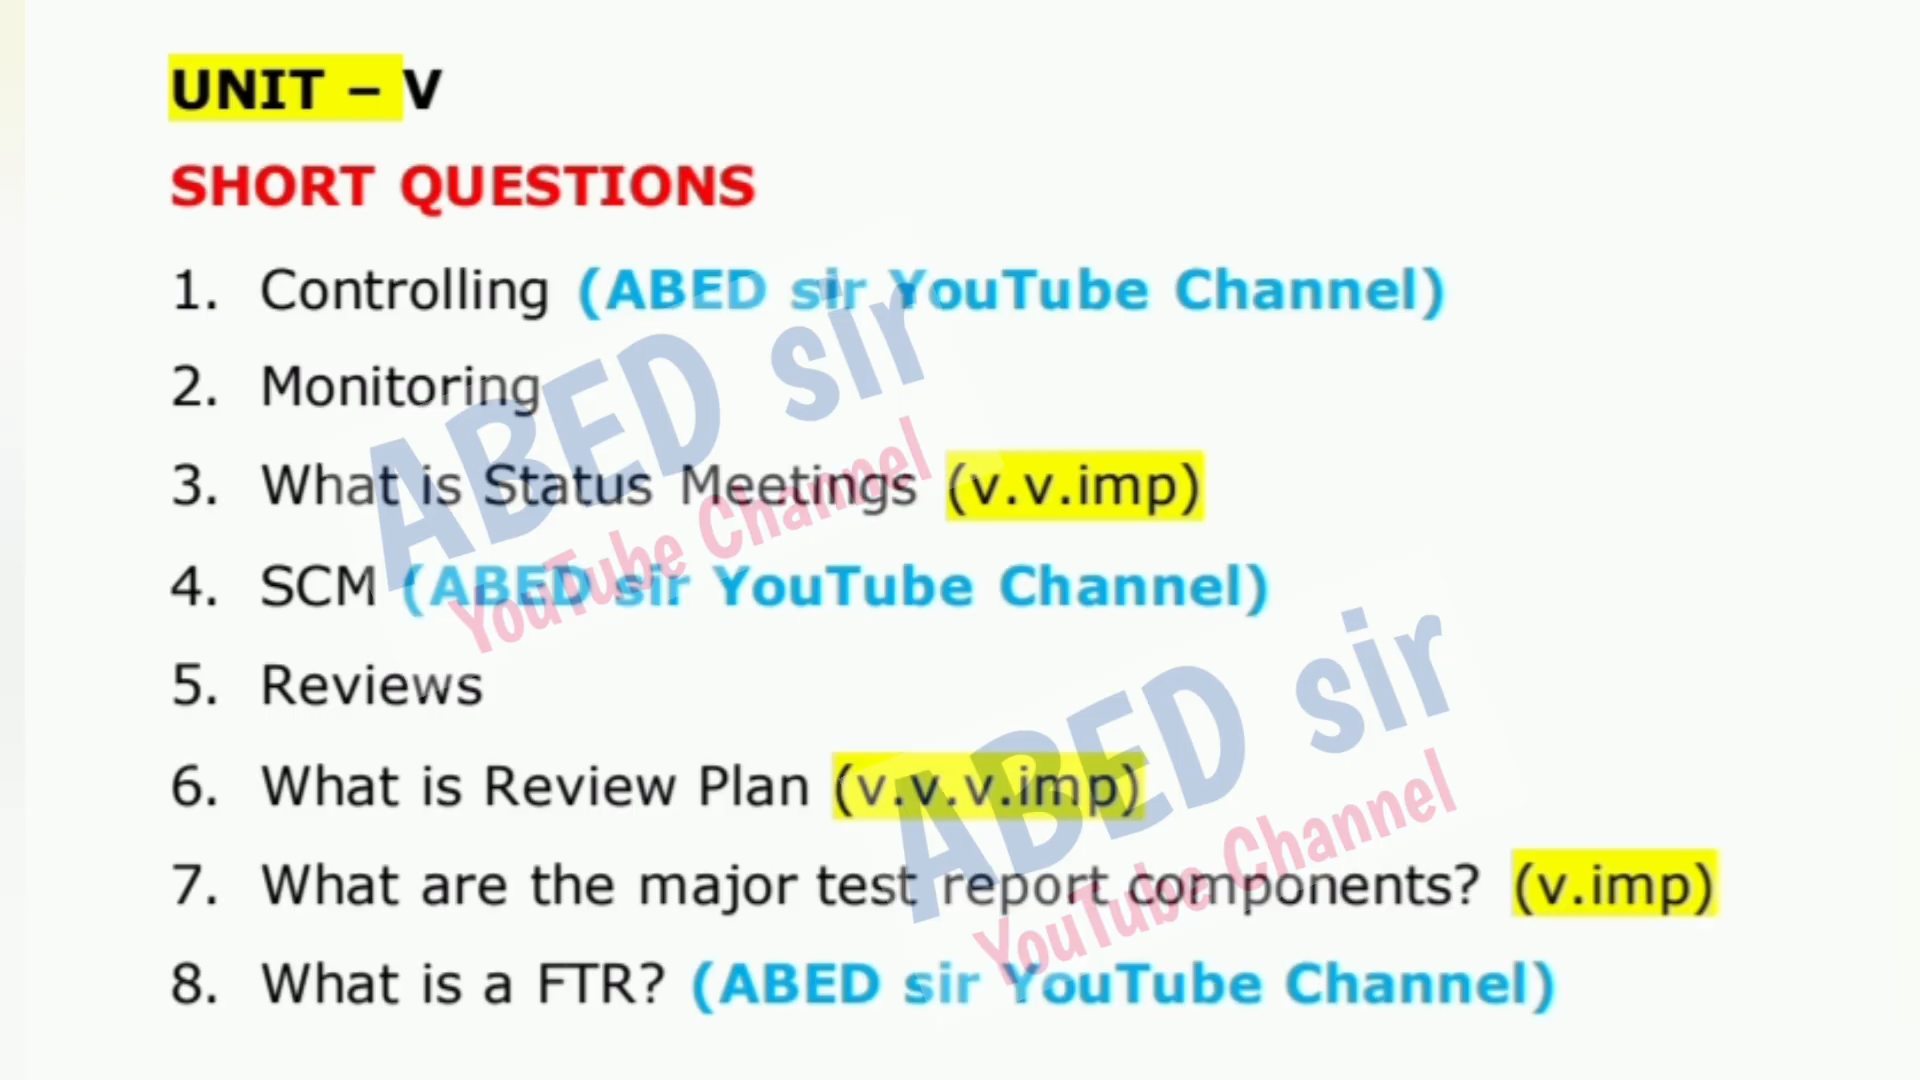 UNIT – V
SHORT QUESTIONS
1. Controlling (ABED sir YouTube Channel)
2. Monitoring
3. What is Status Meetings (v.v.imp)
4. SCM (ABED sir YouTube Channel)
5. Reviews
6. What is Review Plan (v.v.v.imp)
7. What are the major test report components? (v.imp)
8. What is a FTR? (ABED sir YouTube Channel)
ABED sir
YouTube Channel
ABED sir
YouTube Channel